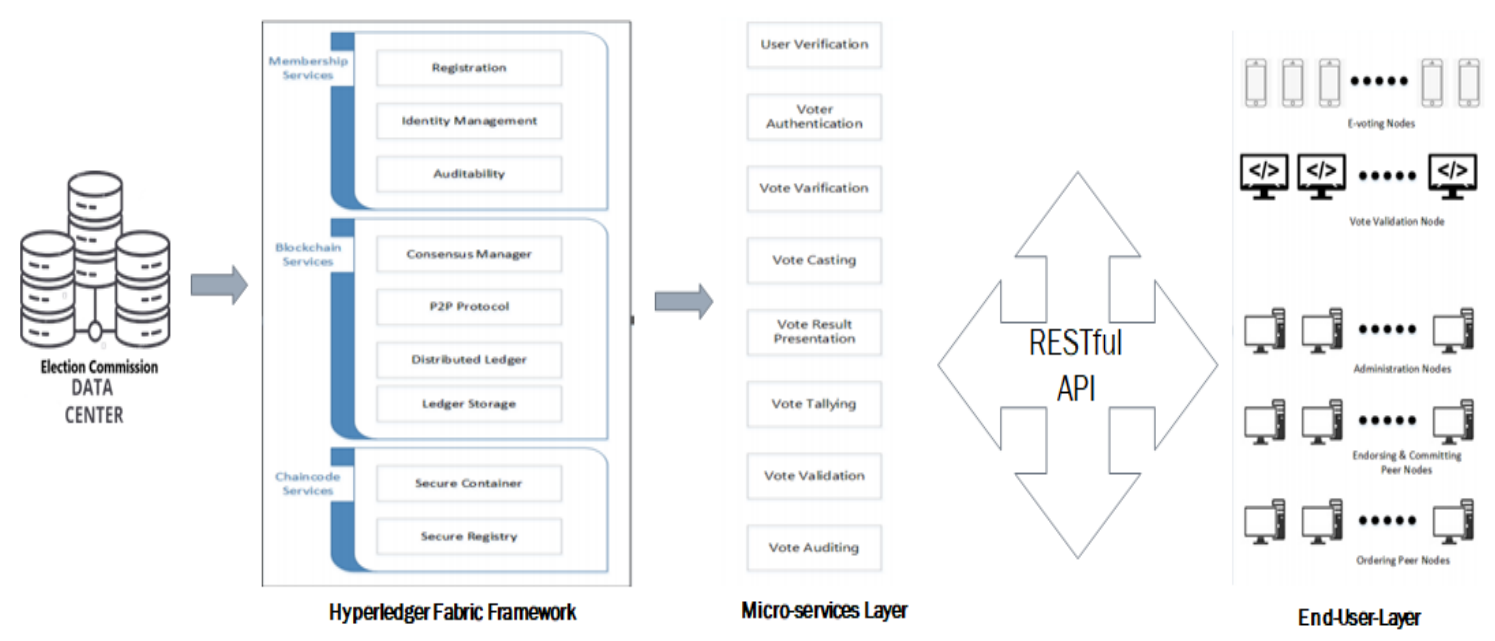 Election Commission
DATA
CENTER
Membership
Services
Registration
Identity Management
Auditability
Blockchain
Services
Consensus Manager
P2P Protocol
Distributed Ledger
Ledger Storage
Chaincode
Services
Secure Container
Secure Registry
Hyperledger Fabric Framework
User Verification
Voter
Authentication
Vote Varification
Vote Casting
Vote Result
Presentation
Vote Tallying
Vote Validation
Vote Auditing
Micro-services Layer
RESTful
API
E-voting Nodes
</>
</>
</>
Vote Validation Node
Administration Nodes
Endorsing & Committing
Peer Nodes
Ordering Peer Nodes
End-User-Layer